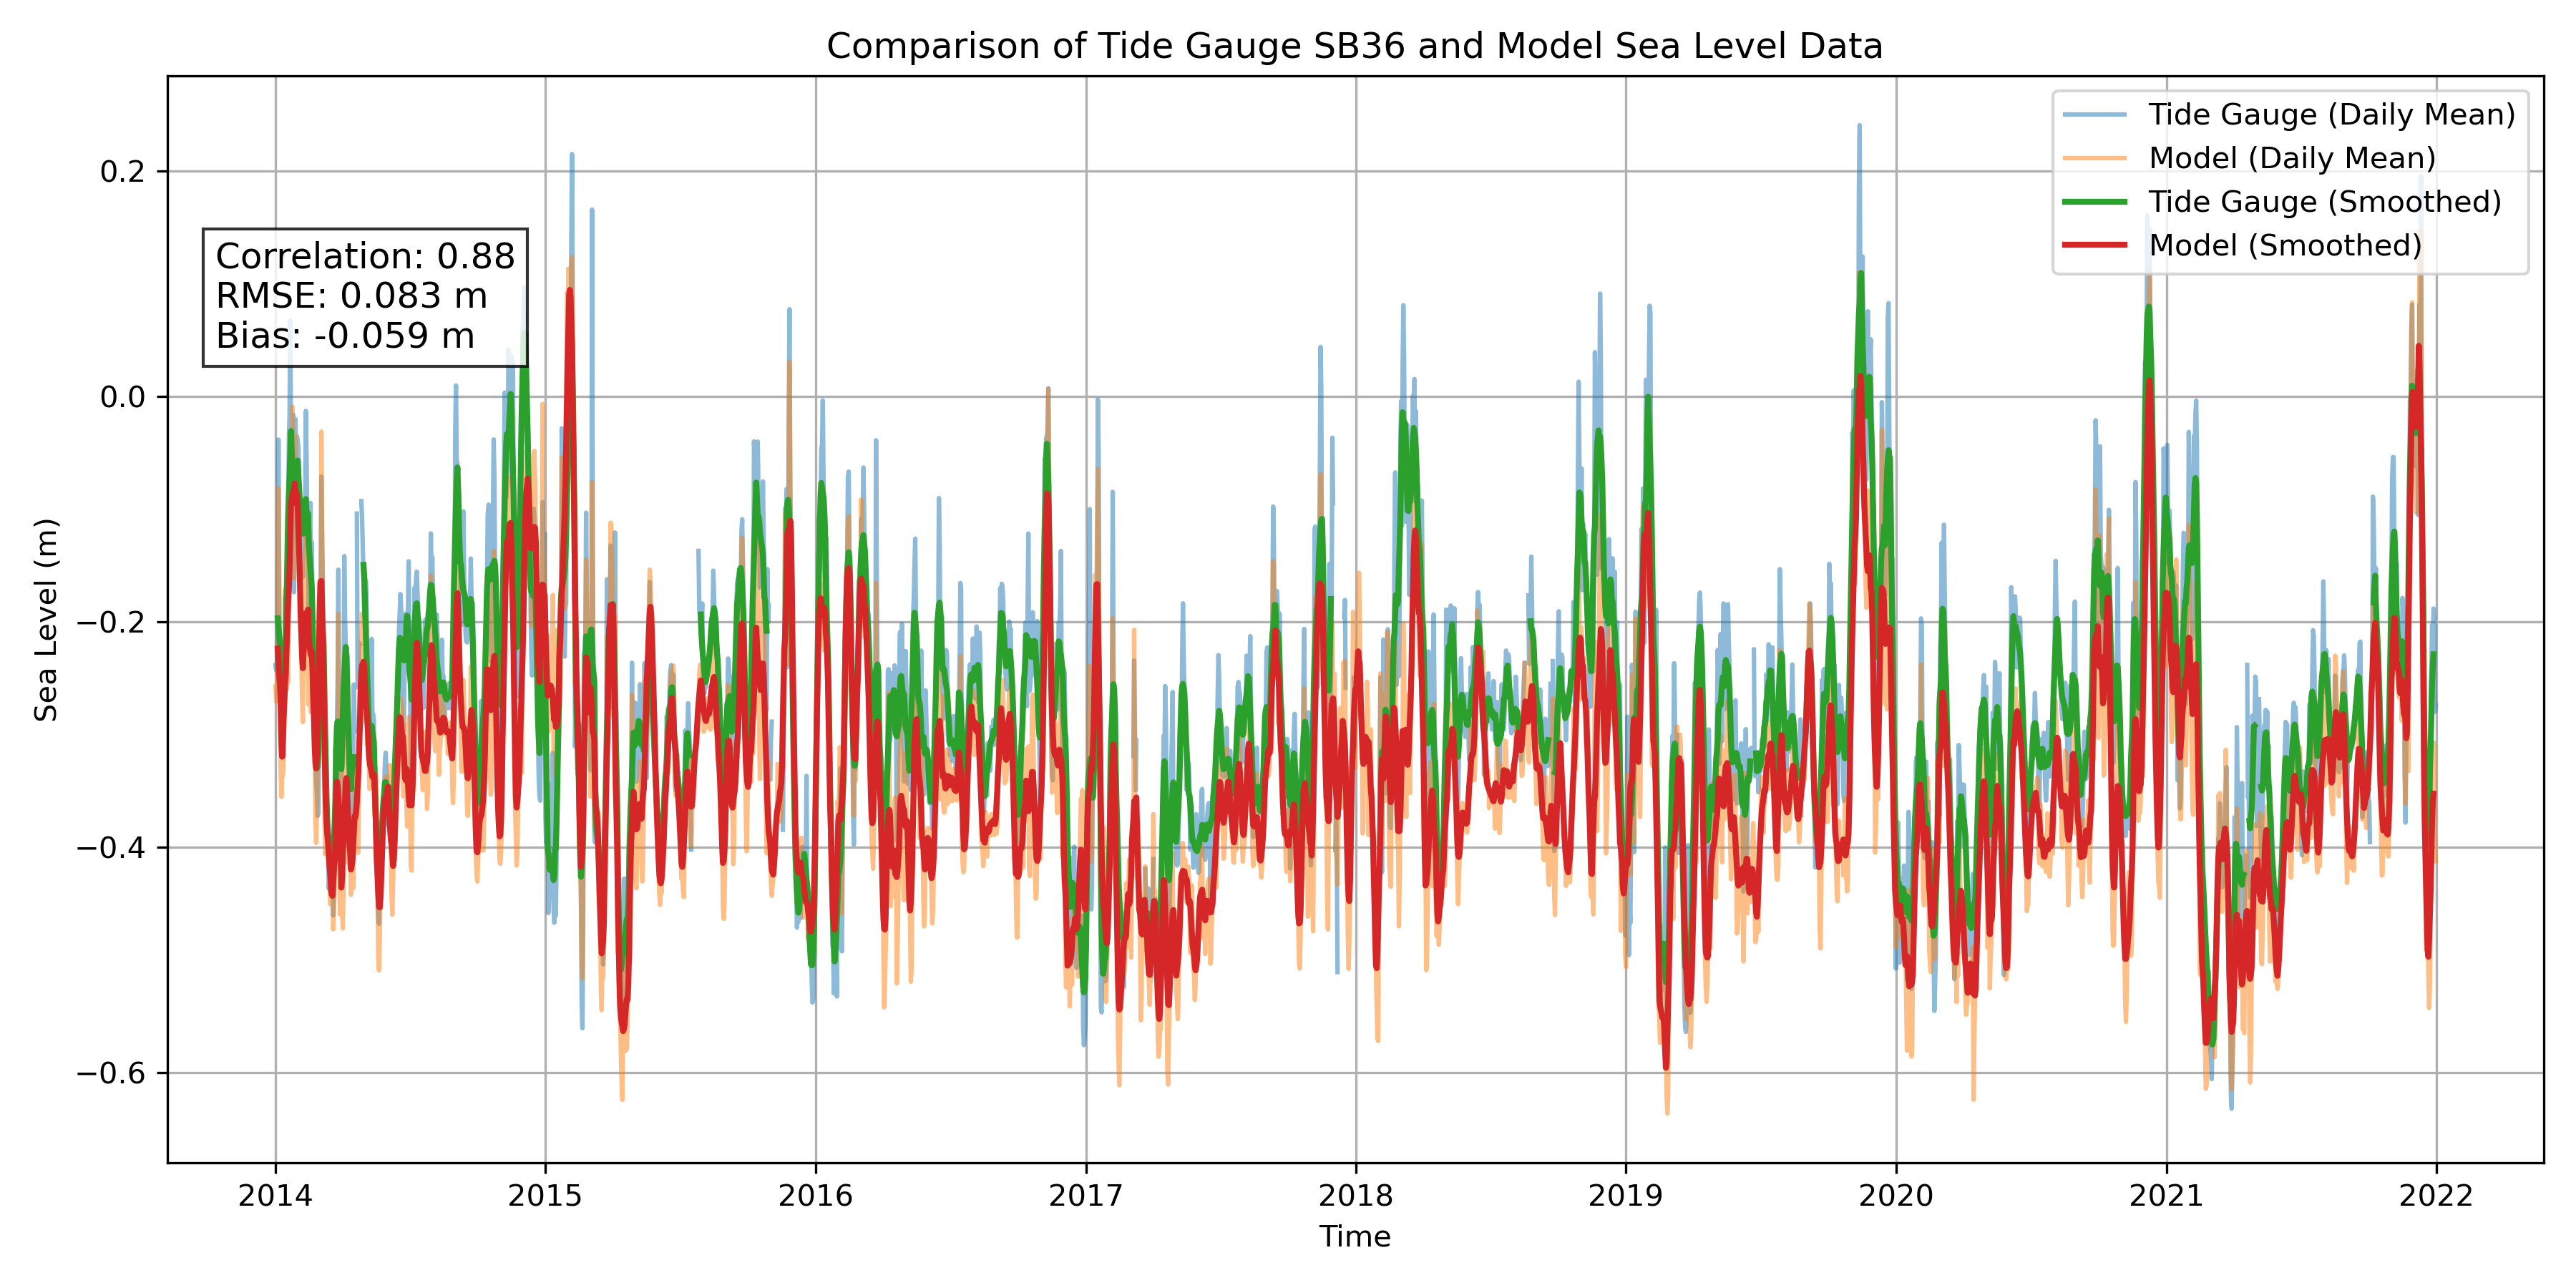 Comparison of Tide Gauge SB36 and Model Sea Level Data
Tide Gauge (Daily Mean)
Model (Daily Mean)
Tide Gauge (Smoothed)
Model (Smoothed)
Correlation: 0.88
RMSE: 0.083 m
Bias: -0.059 m
Sea Level (m)
0.2
0.0
−0.2
−0.4
−0.6
2014 2015 2016 2017 2018 2019 2020 2021 2022
Time